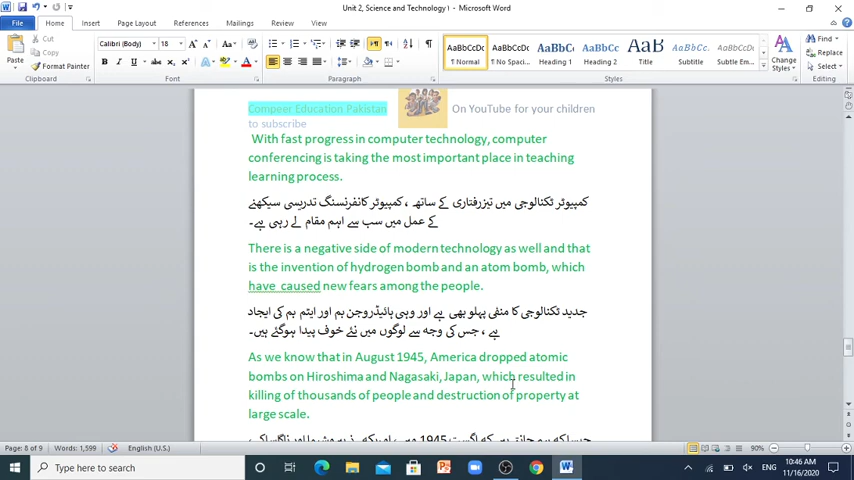 Unit 2, Science and Technology I - Microsoft Word
File Home Insert Page Layout References Mailings Review View
Cut
Copy
Format Painter
Paste
Clipboard
Calibri (Body) 18
Font
Paragraph
AaBbCcDc AaBbCcDc AaBbC AaBbCc AaB AaBbCc. AaBbCcDc
¶ Normal ¶ No Spaci... Heading 1 Heading 2 Title Subtitle Subtle Em...
Styles
Change Styles
Find
Replace
Select
Editing
Compeer Education Pakistan On YouTube for your children
to subscribe
With fast progress in computer technology, computer
conferencing is taking the most important place in teaching
learning process.
کمپیوٹر ٹکنالوجی میں تیزرفتاری کے ساتھ ، کمپیوٹر کانفرنسنگ تدریسی سیکھنے
کے عمل میں سب سے اہم مقام لے رہی ہے۔
There is a negative side of modern technology as well and that
is the invention of hydrogen bomb and an atom bomb, which
have caused new fears among the people.
جدید ٹکنالوجی کا منفی پہلو بھی ہے اور وہی ہائیڈروجن بم اور ایٹم بم کی ایجاد
ہے ، جس کی وجہ سے لوگوں میں نئے خوف پیدا ہوگئے ہیں۔
As we know that in August 1945, America dropped atomic
bombs on Hiroshima and Nagasaki, Japan, which resulted in
killing of thousands of people and destruction of property at
large scale.
Page: 8 of 9 Words: 1,599 English (U.S.) 90%
Type here to search
ENG
10:46 AM
11/16/2020